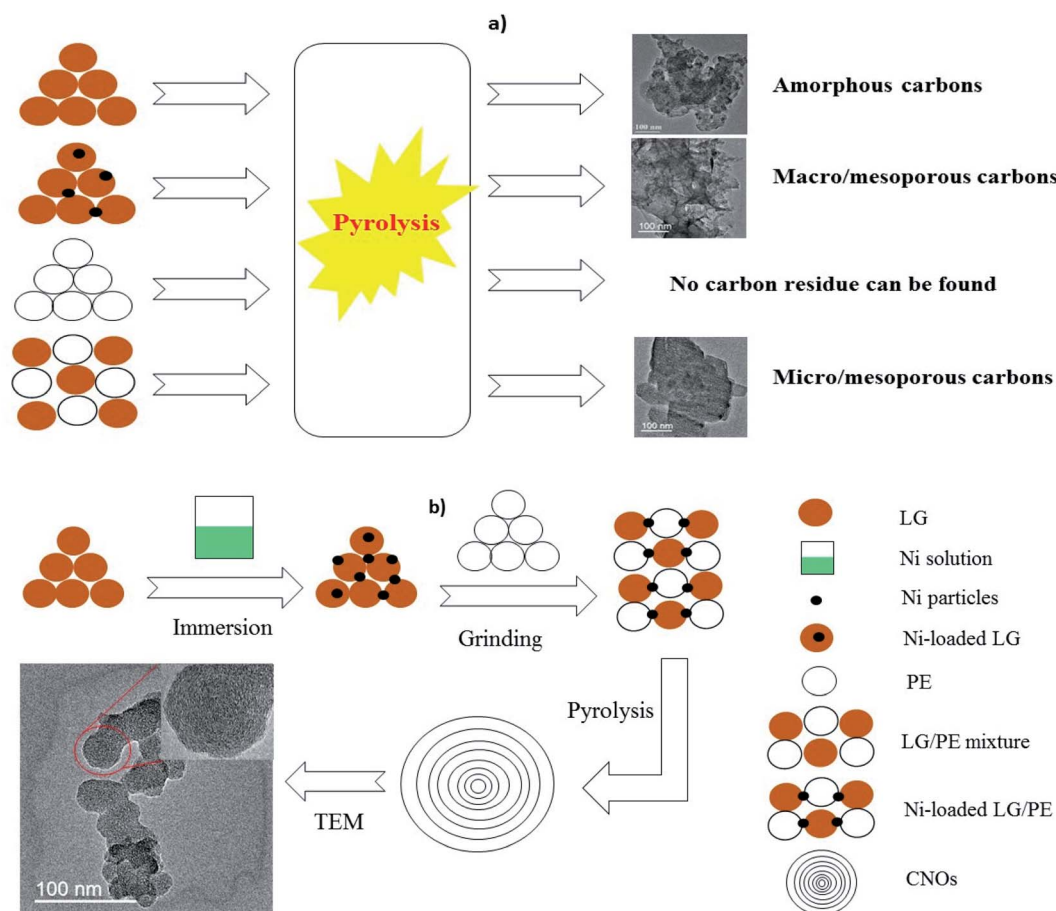 a)
100 nm
Amorphous carbons
100 nm
Macro/mesoporous carbons
Pyrolysis
No carbon residue can be found
100 nm
Micro/mesoporous carbons
b)
Immersion
Grinding
LG
Ni solution
Ni particles
Ni-loaded LG
PE
LG/PE mixture
Ni-loaded LG/PE
CNOs
Pyrolysis
TEM
100 nm